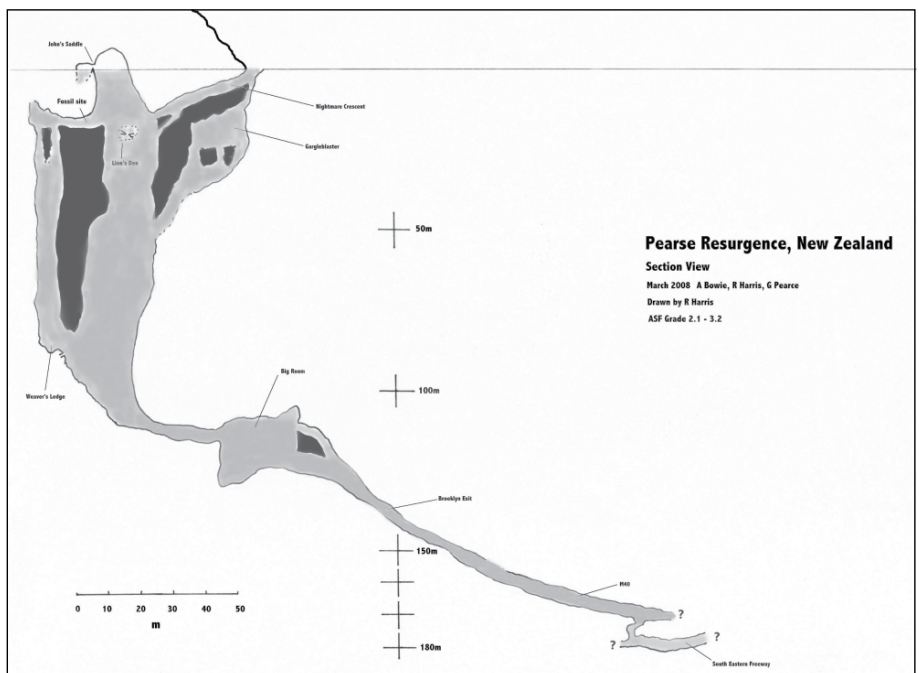 John's Saddle
Fossil site
Lion's Den
Nightmare Crescent
Gargleblaster
50m
Pearse Resurgence, New Zealand
Section View
March 2008 A Bowie, R Harris, G Pearce
Drawn by R Harris
ASF Grade 2.1 - 3.2
Weaver's Ledge
Big Room
100m
Brooklyn Exit
150m
0 10 20 30 40 50
m
M40
?
?
?
180m
South Eastern Freeway